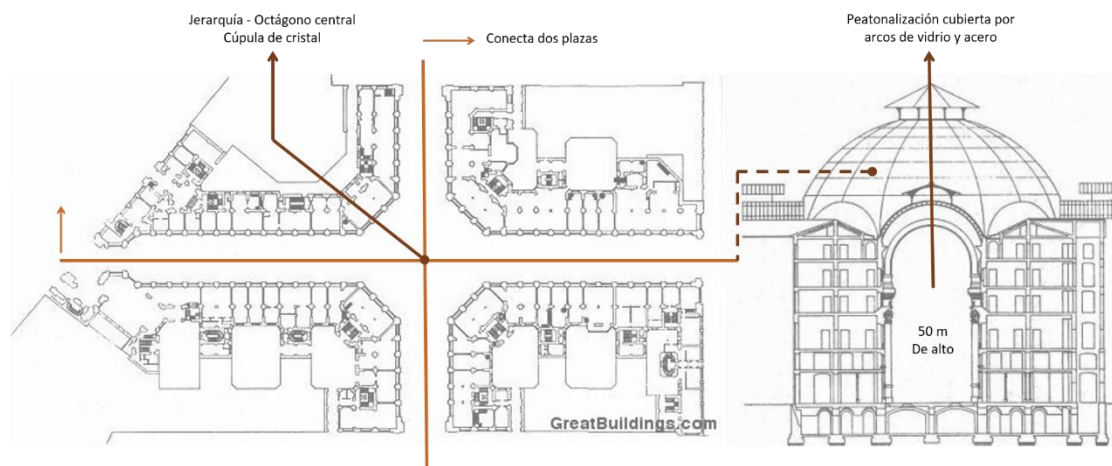 Jerarquía - Octágono central
Cúpula de cristal
Conecta dos plazas
Peatonalización cubierta por
arcos de vidrio y acero
50 m
De alto
GreatBuildings.com